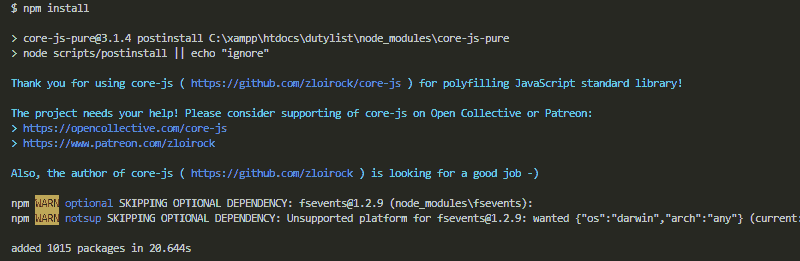 $ npm install
> core-js-pure@3.1.4 postinstall C:\xampp\htdocs\dutylist\node_modules\core-js-pure
> node scripts/postinstall || echo "ignore"
Thank you for using core-js ( https://github.com/zloirock/core-js ) for polyfilling JavaScript standard library!
The project needs your help! Please consider supporting of core-js on Open Collective or Patreon:
> https://opencollective.com/core-js
> https://www.patreon.com/zloirock
Also, the author of core-js ( https://github.com/zloirock ) is looking for a good job -)
npm WARN optional SKIPPING OPTIONAL DEPENDENCY: fsevents@1.2.9 (node_modules\fsevents):
npm WARN notsup SKIPPING OPTIONAL DEPENDENCY: Unsupported platform for fsevents@1.2.9: wanted {"os":"darwin","arch":"any"} (current:
added 1015 packages in 20.644s